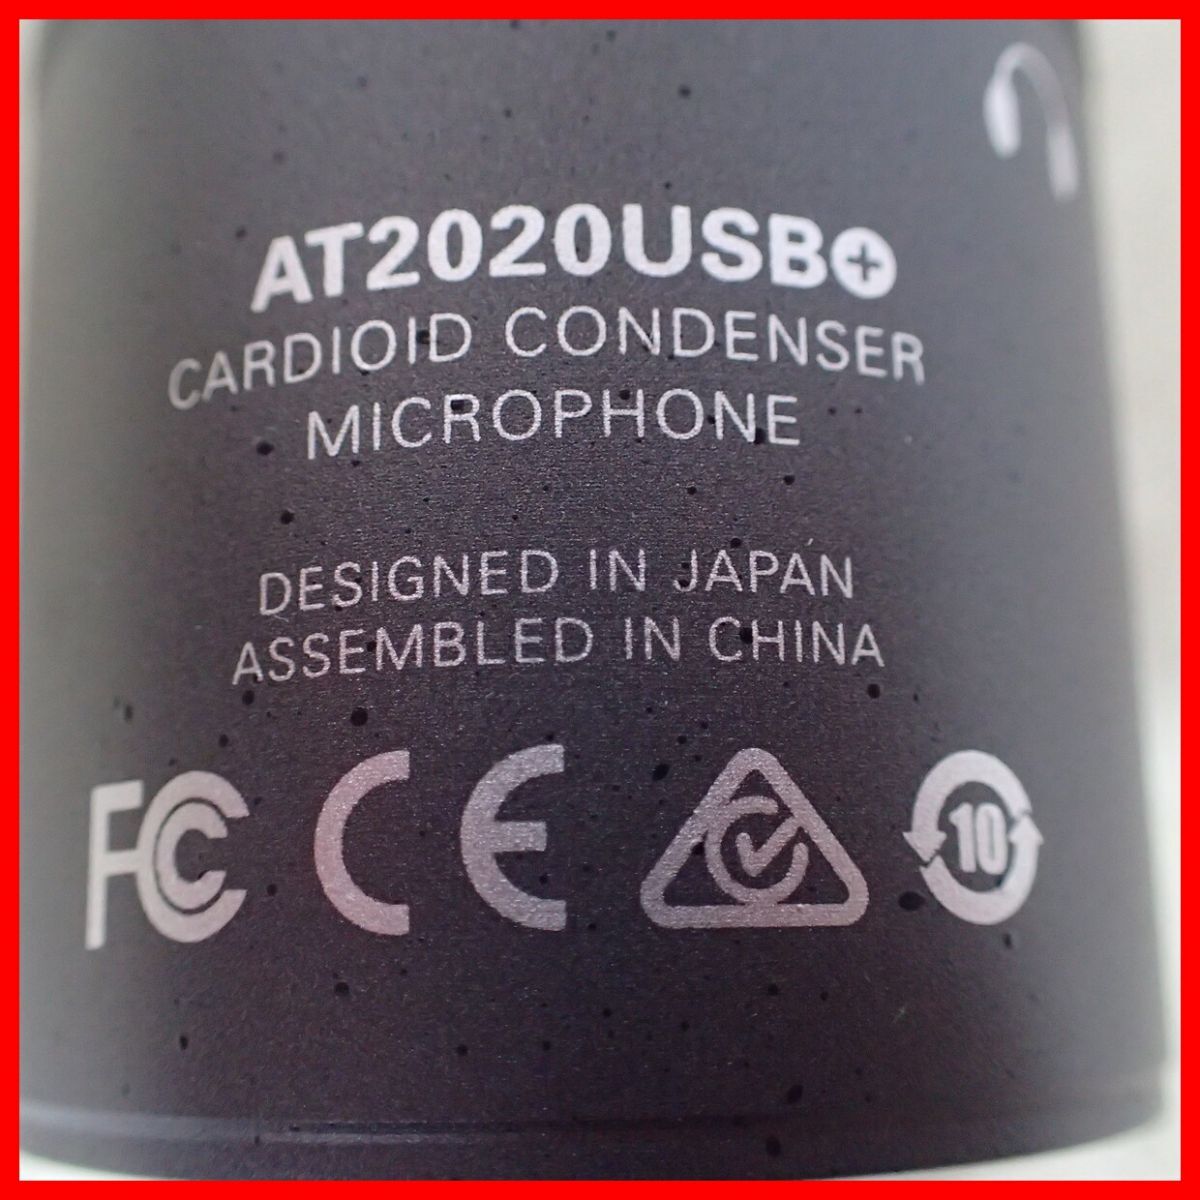 AT2020USB+
CARDIOID CONDENSER
MICROPHONE
DESIGNED IN JAPAN
ASSEMBLED IN CHINA
FC CE 10